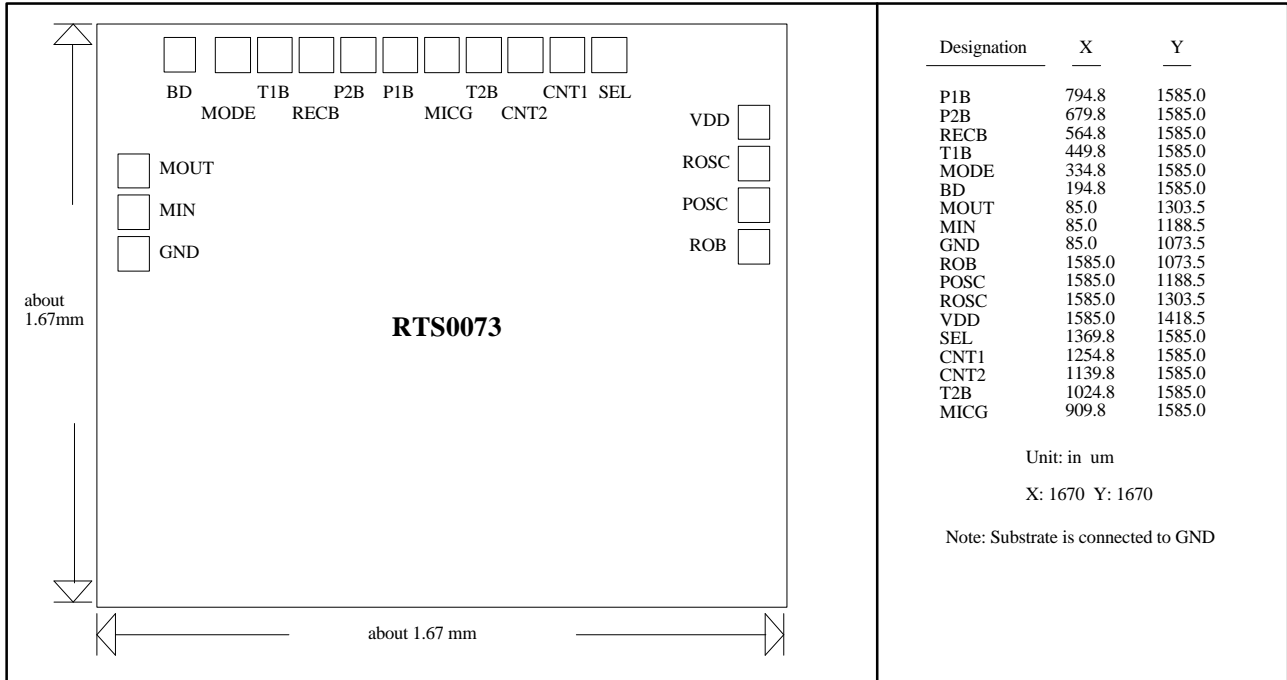 BD T1B P2B P1B T2B CNT1 SEL
MODE RECB MICG CNT2
VDD
MOUT
ROSC
MIN
POSC
GND
ROB
about
1.67mm
RTS0073
about 1.67 mm
Designation X Y
P1B 794.8 1585.0
P2B 679.8 1585.0
RECB 564.8 1585.0
T1B 449.8 1585.0
MODE 334.8 1585.0
BD 194.8 1585.0
MOUT 85.0 1303.5
MIN 85.0 1188.5
GND 85.0 1073.5
ROB 1585.0 1073.5
POSC 1585.0 1188.5
ROSC 1585.0 1303.5
VDD 1585.0 1418.5
SEL 1369.8 1585.0
CNT1 1254.8 1585.0
CNT2 1139.8 1585.0
T2B 1024.8 1585.0
MICG 909.8 1585.0
Unit: in um
X: 1670 Y: 1670
Note: Substrate is connected to GND